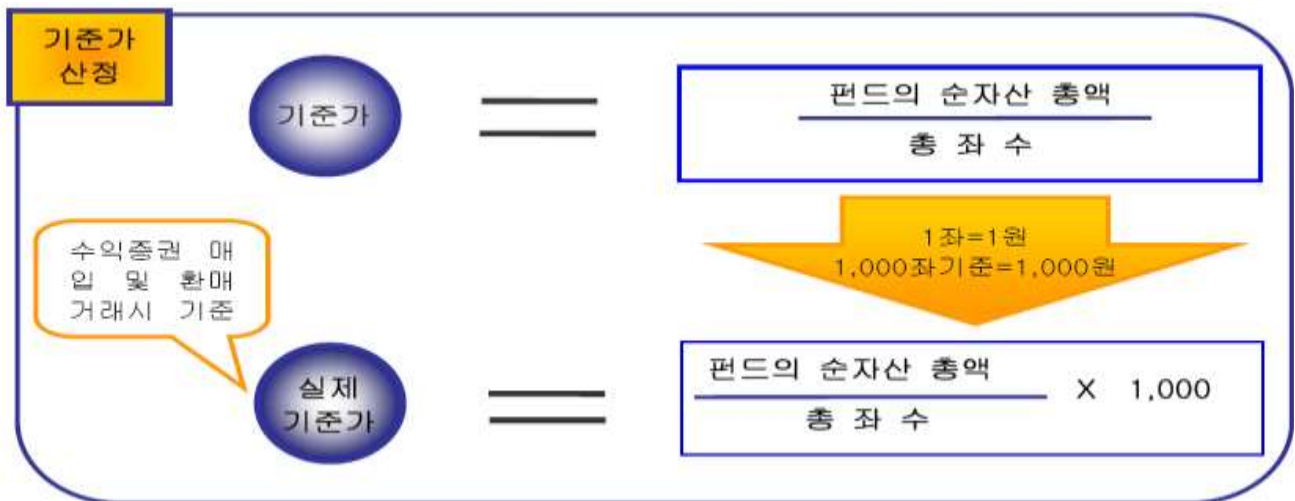 기준가
산정
기준가
펀드의 순자산 총액
총 좌 수
1좌=1원
1,000좌기준=1,000원
수익증권 매
입 및 환매
거래시 기준
실제
기준가
펀드의 순자산 총액
총 좌 수
X 1,000